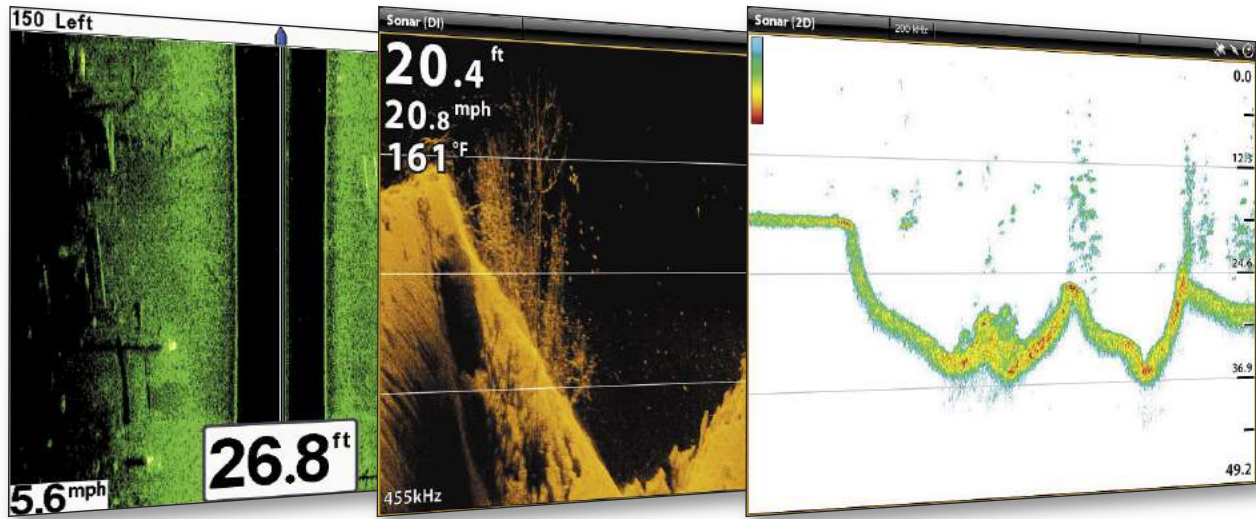 150 Left
26.8 ft
5.6 mph
Sonar (DI)
20.4 ft
20.8 mph
161 °F
455kHz
Sonar (2D)
200 kHz
0.0
12.3
24.6
36.9
49.2